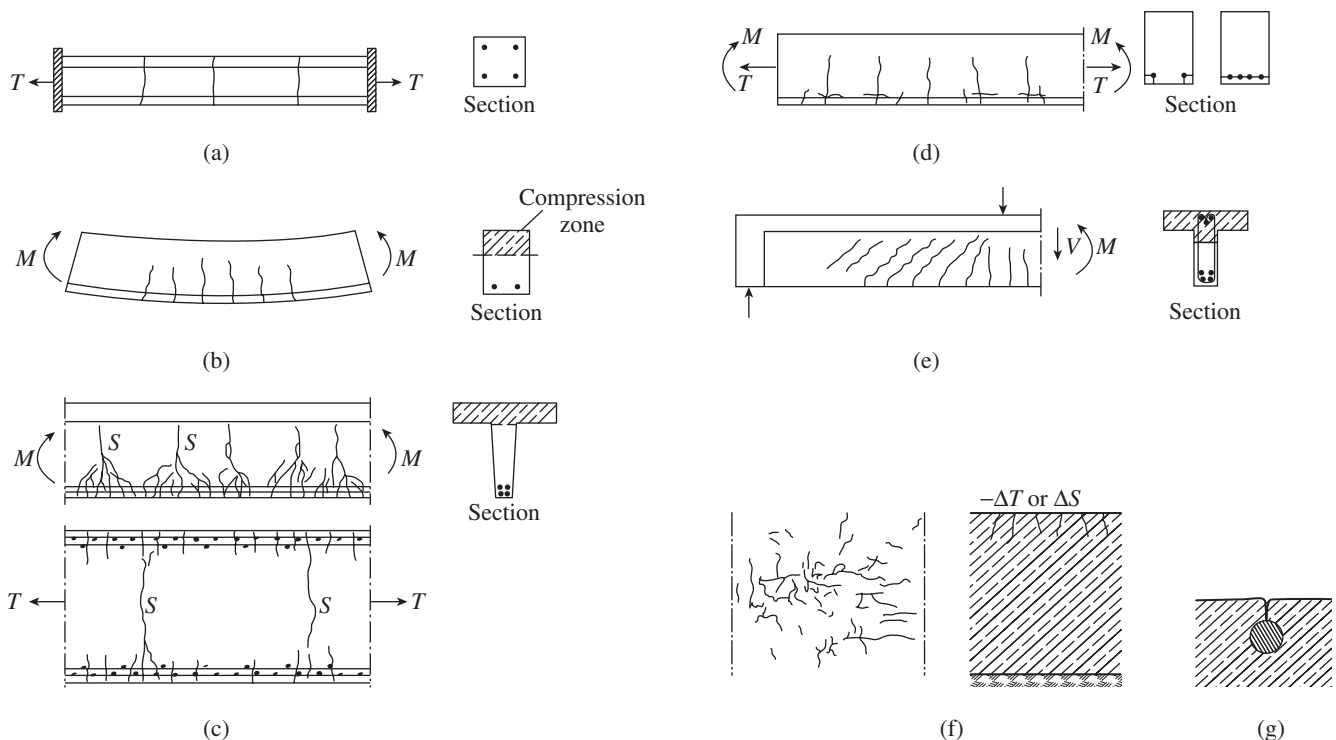 T
T
Section
(a)
M
M
Compression
zone
Section
(b)
M
S
S
M
Section
T
S
S
T
(c)
M
T
M
T
Section
(d)
V
M
Section
(e)
−ΔT or ΔS
(f)
(g)